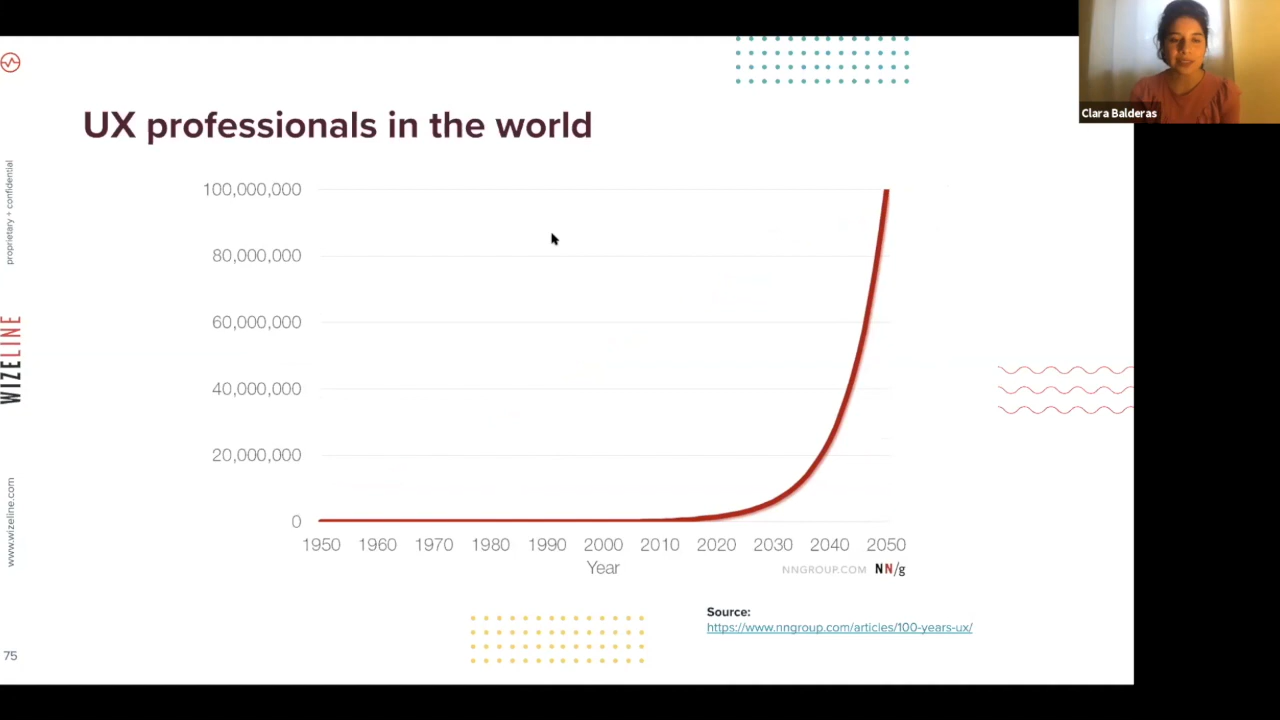 Clara Balderas
UX professionals in the world
100,000,000
80,000,000
60,000,000
40,000,000
20,000,000
0
1950 1960 1970 1980 1990 2000 2010 2020 2030 2040 2050
Year
NNGROUP.COM NN/g
Source:
https://www.nngroup.com/articles/100-years-ux/
proprietary + confidential
WIZELINE
www.wizeline.com
75